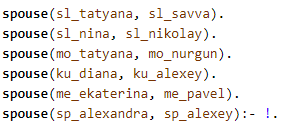 spouse(sl_tatyana, sl_savva).
spouse(sl_nina, sl_nikolay).
spouse(mo_tatyana, mo_nurgun).
spouse(ku_diana, ku_alexey).
spouse(me_ekaterina, me_pavel).
spouse(sp_alexandra, sp_alexey):- !.